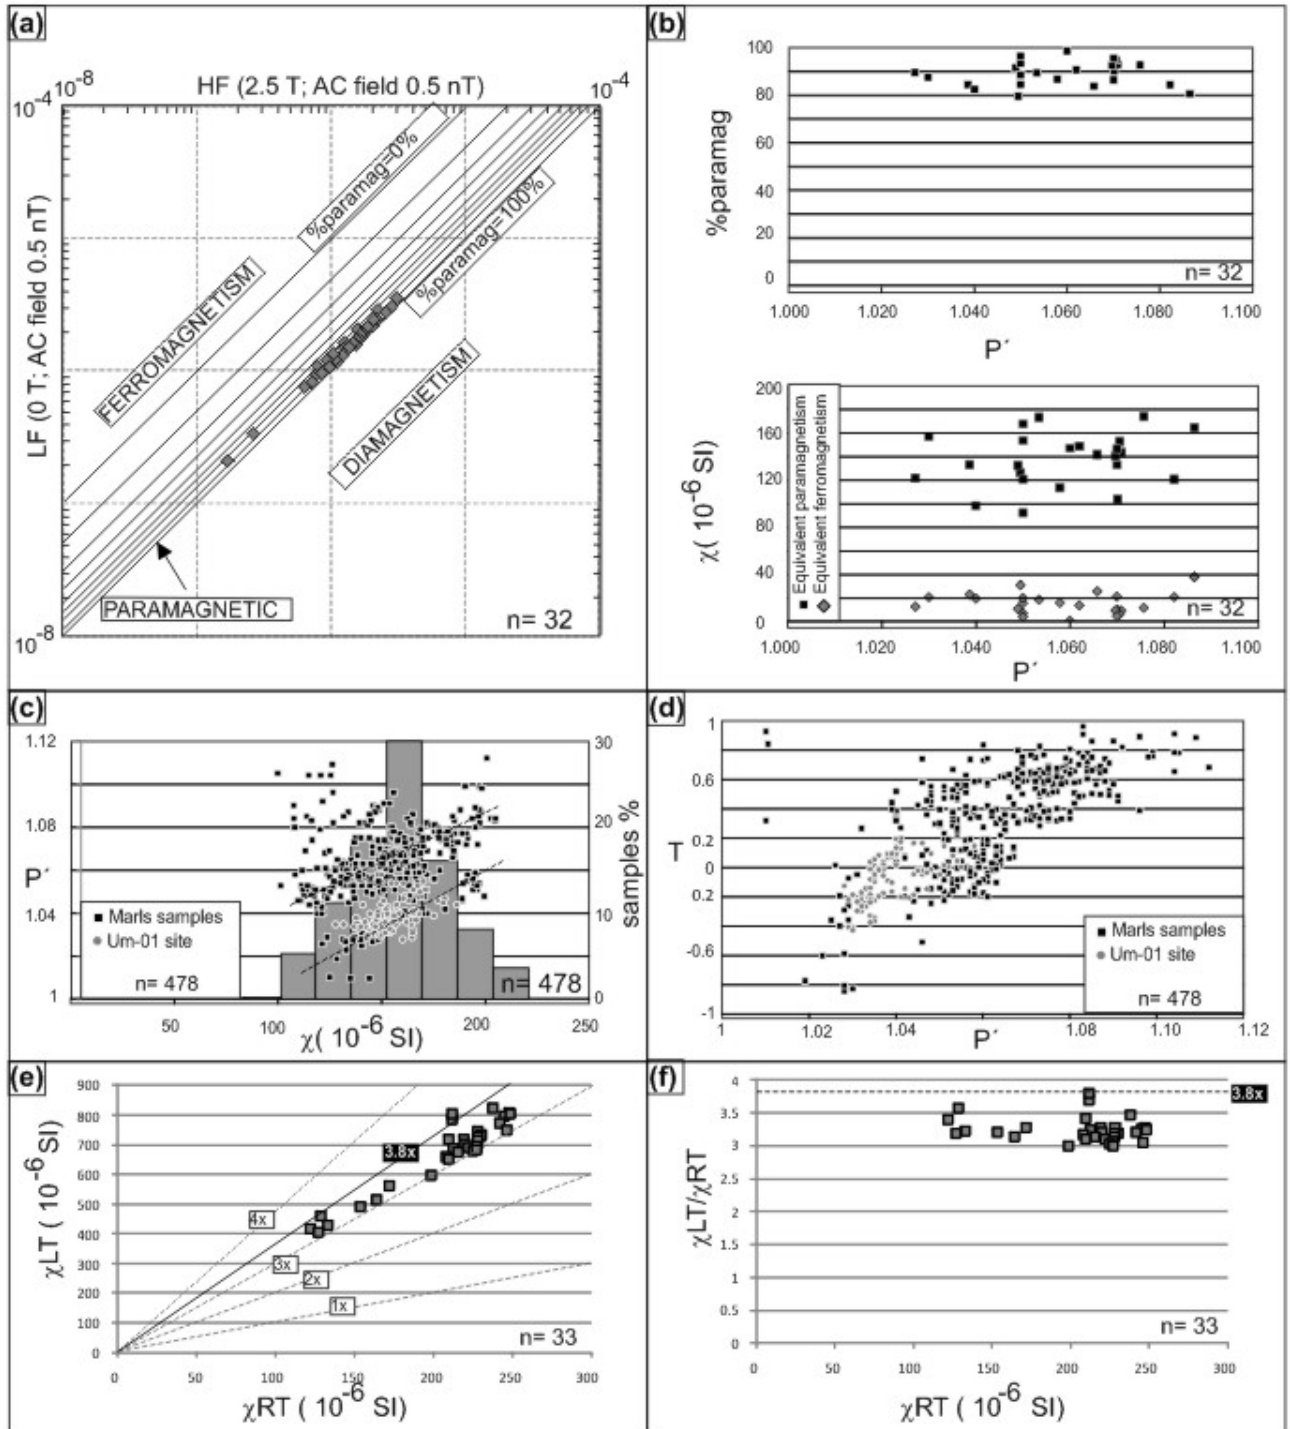 (a)
HF (2.5 T; AC field 0.5 nT)
10-8
10-4
10-4
LF (0 T; AC field 0.5 nT)
%paramag=0%
%paramag=100%
FERROMAGNETISM
DIAMAGNETISM
PARAMAGNETIC
n= 32
10-8
(b)
100
80
60
40
20
0
%paramag
n= 32
1.000
1.020
1.040
1.060
1.080
1.100
P´
200
160
120
80
40
0
χ( 10-6 SI)
Equivalent paramagnetism
Equivalent ferromagnetism
n= 32
1.000
1.020
1.040
1.060
1.080
1.100
P´
(c)
1.12
1.08
P´
1.04
1
30
20
10
0
samples %
Marls samples
Um-01 site
n= 478
n= 478
50
100
200
250
χ( 10-6 SI)
(d)
1
0.6
0.2
0
0.2
-0.6
-1
T
Marls samples
Um-01 site
n= 478
1
1.02
1.04
1.08
1.10
1.12
P´
(e)
900
800
700
600
500
400
300
200
100
0
χLT ( 10-6 SI)
3.8x
4x
3x
2x
1x
n= 33
0
50
100
150
200
250
300
χRT ( 10-6 SI)
(f)
4
3.5
3
2.5
2
1.5
1
0.5
0
χLT/χRT
3.8x
n= 33
0
50
100
150
200
250
300
χRT ( 10-6 SI)